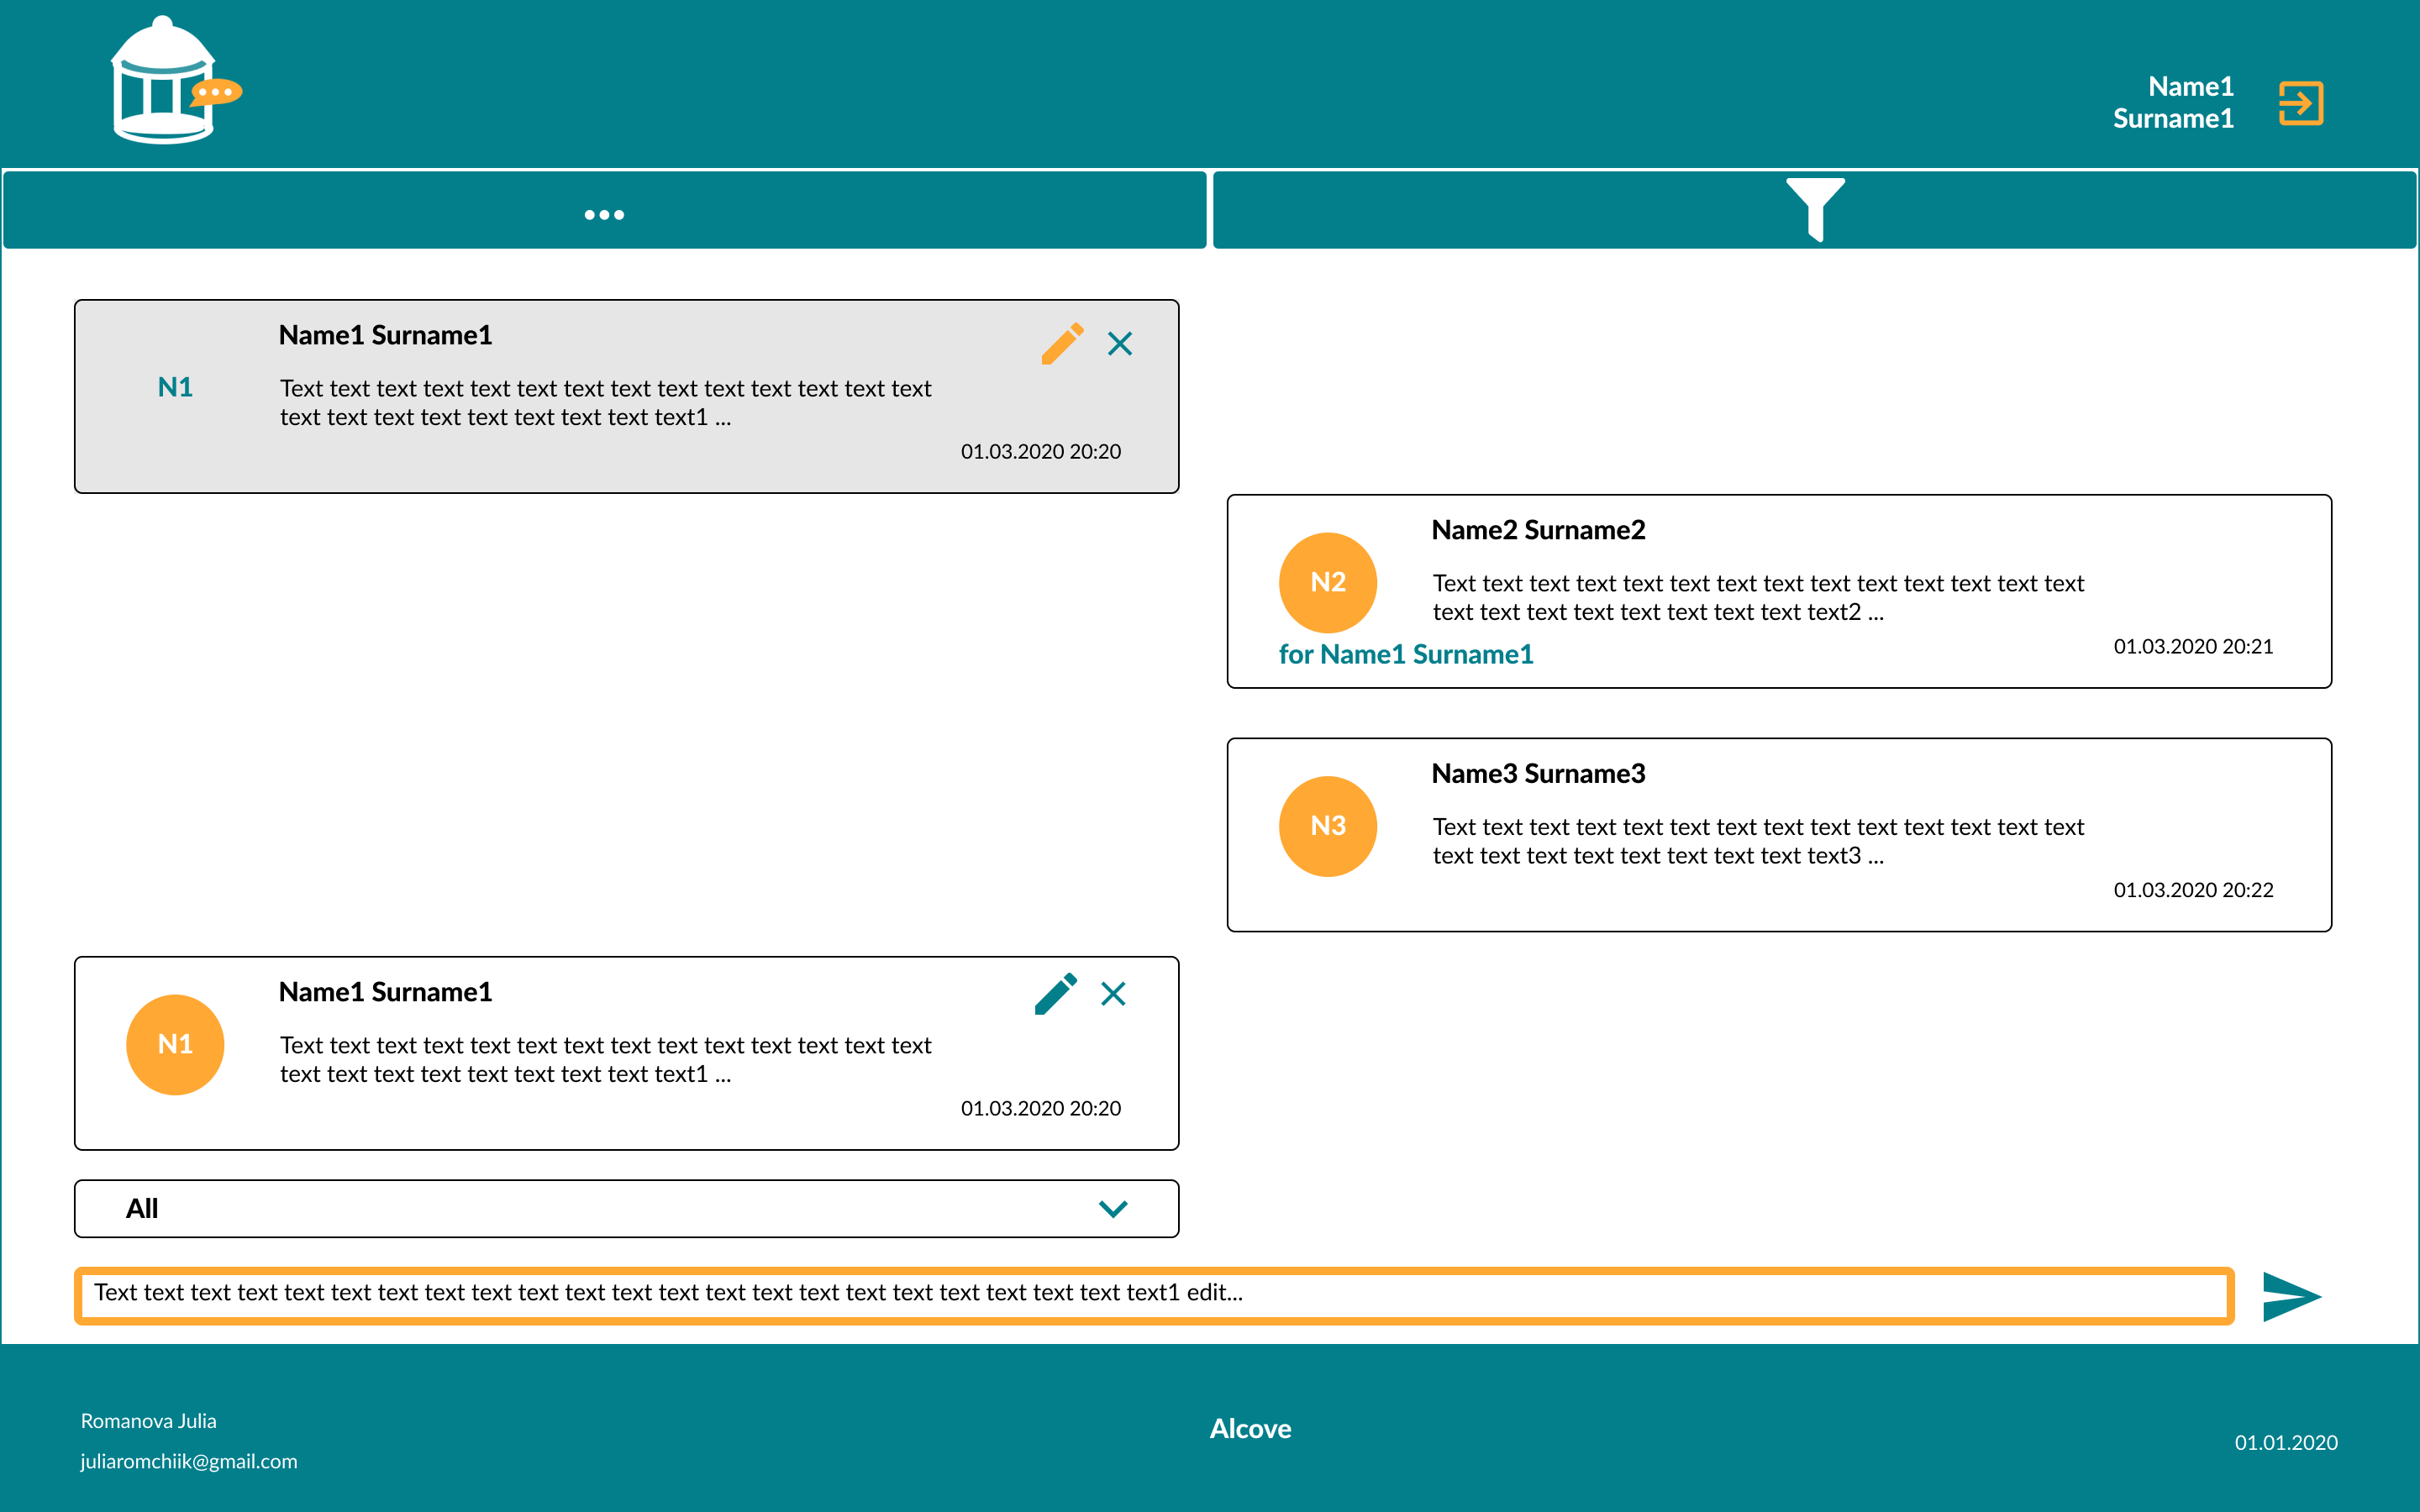 Name1
Surname1
Name1 Surname1
N1
Text text text text text text text text text text text text text text
text text text text text text text text text1 ...
01.03.2020 20:20
Name2 Surname2
N2
Text text text text text text text text text text text text text text
text text text text text text text text text2 ...
for Name1 Surname1
01.03.2020 20:21
Name3 Surname3
N3
Text text text text text text text text text text text text text text
text text text text text text text text text3 ...
01.03.2020 20:22
Name1 Surname1
N1
Text text text text text text text text text text text text text text
text text text text text text text text text1 ...
01.03.2020 20:20
All
Text text text text text text text text text text text text text text text text text text text text text text text1 edit...
Romanova Julia
juliaromchiik@gmail.com
Alcove
01.01.2020